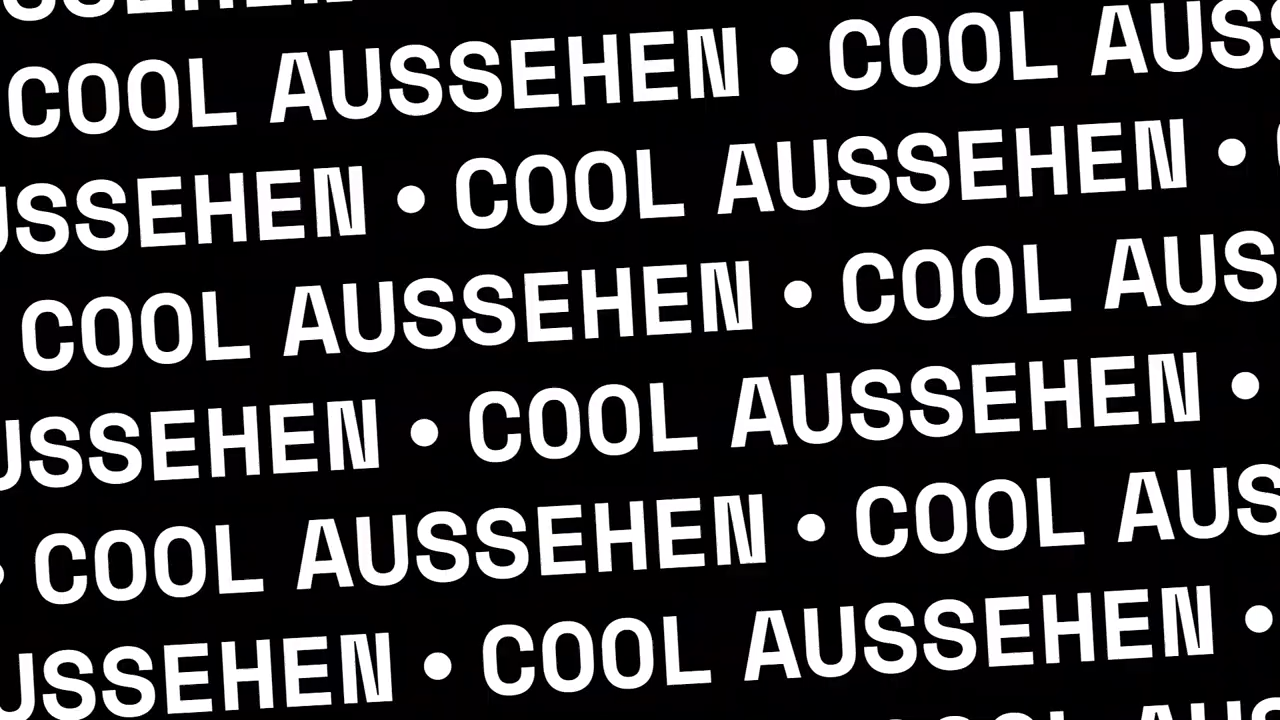 COOL AUSSEHEN • COOL
USSEHEN • COOL AUSSEHEN •
COOL AUSSEHEN • COOL AUS
USSEHEN • COOL AUSSEHEN •
• COOL AUSSEHEN • COOL AUS
USSEHEN • COOL AUSSEHEN •